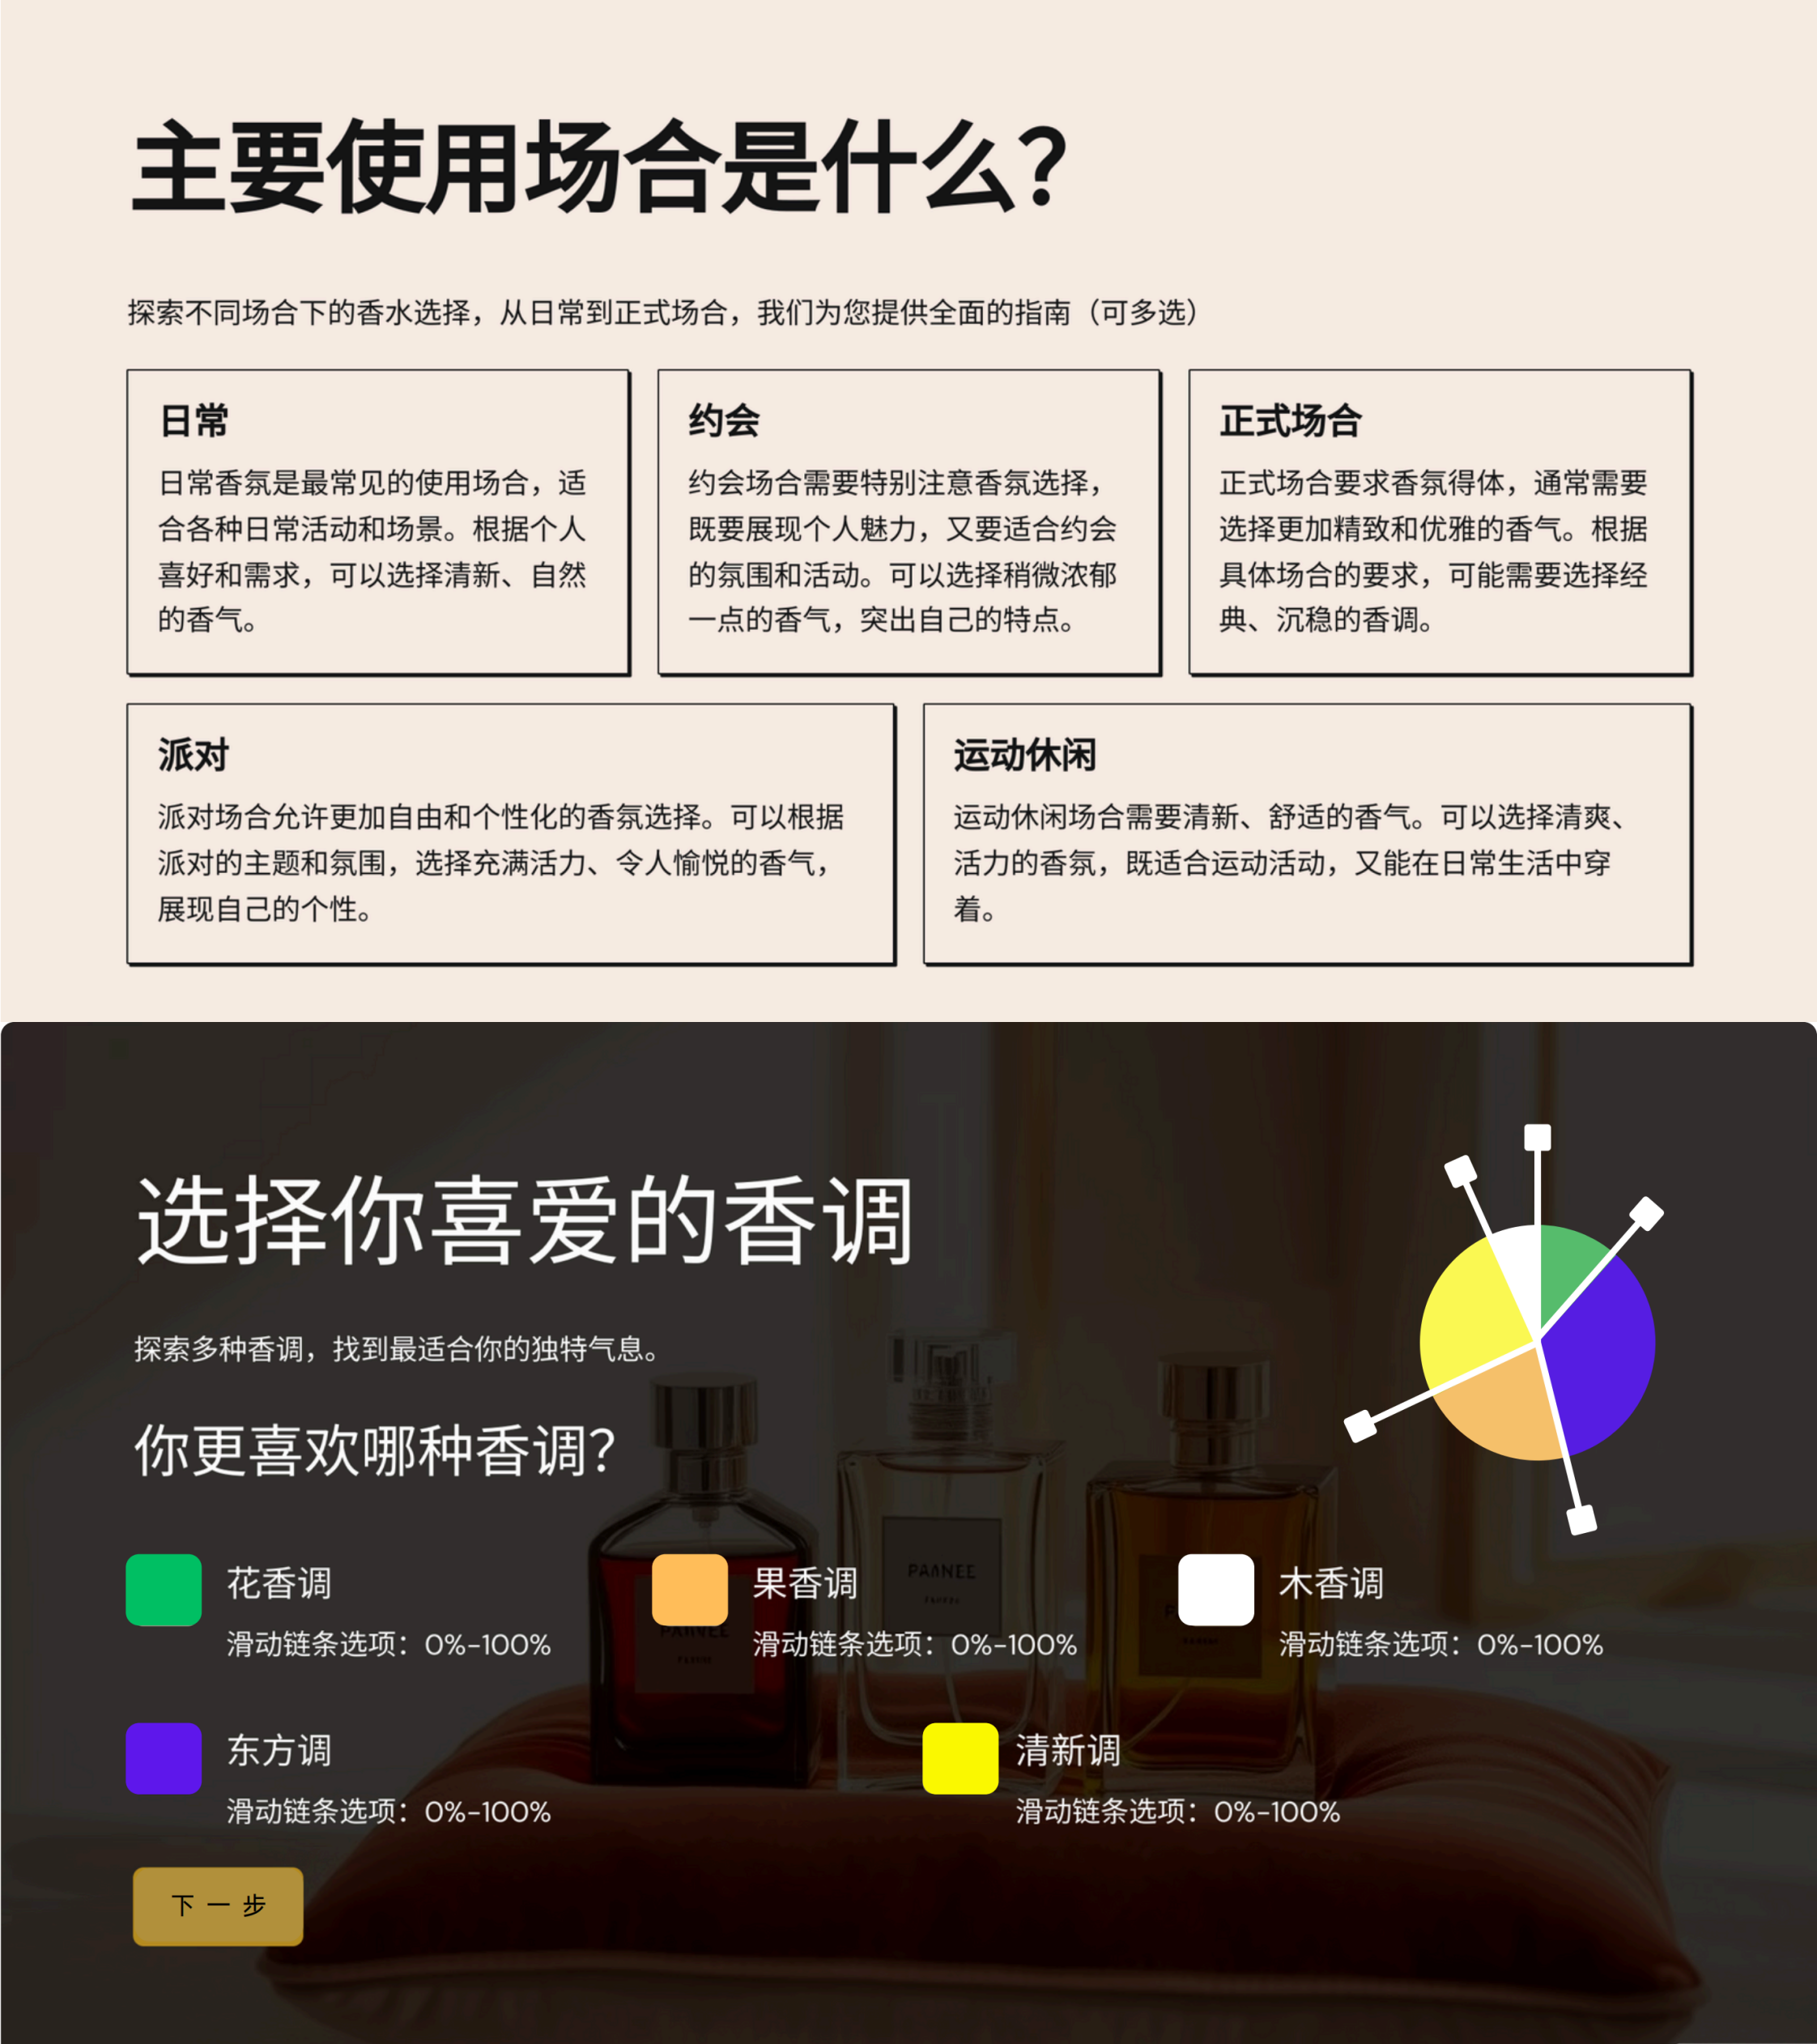 主要使用场合是什么？
探索不同场合下的香水选择，从日常到正式场合，我们为您提供全面的指南（可多选）
日常
日常香氛是最常见的使用场合，适
合各种日常活动和场景。根据个人
喜好和需求，可以选择清新、自然
的香气。
约会
约会场合需要特别注意香氛选择，
既要展现个人魅力，又要适合约会
的氛围和活动。可以选择稍微浓郁
一点的香气，突出自己的特点。
正式场合
正式场合要求香氛得体，通常需要
选择更加精致和优雅的香气。根据
具体场合的要求，可能需要选择经
典、沉稳的香调。
派对
派对场合允许更加自由和个性化的香氛选择。可以根据
派对的主题和氛围，选择充满活力、令人愉悦的香气，
展现自己的个性。
运动休闲
运动休闲场合需要清新、舒适的香气。可以选择清爽、
活力的香氛，既适合运动活动，又能在日常生活中穿
着。
选择你喜爱的香调
探索多种香调，找到最适合你的独特气息。
你更喜欢哪种香调？
花香调
滑动链条选项：0%-100%
果香调
滑动链条选项：0%-100%
木香调
滑动链条选项：0%-100%
东方调
滑动链条选项：0%-100%
清新调
滑动链条选项：0%-100%
下一步